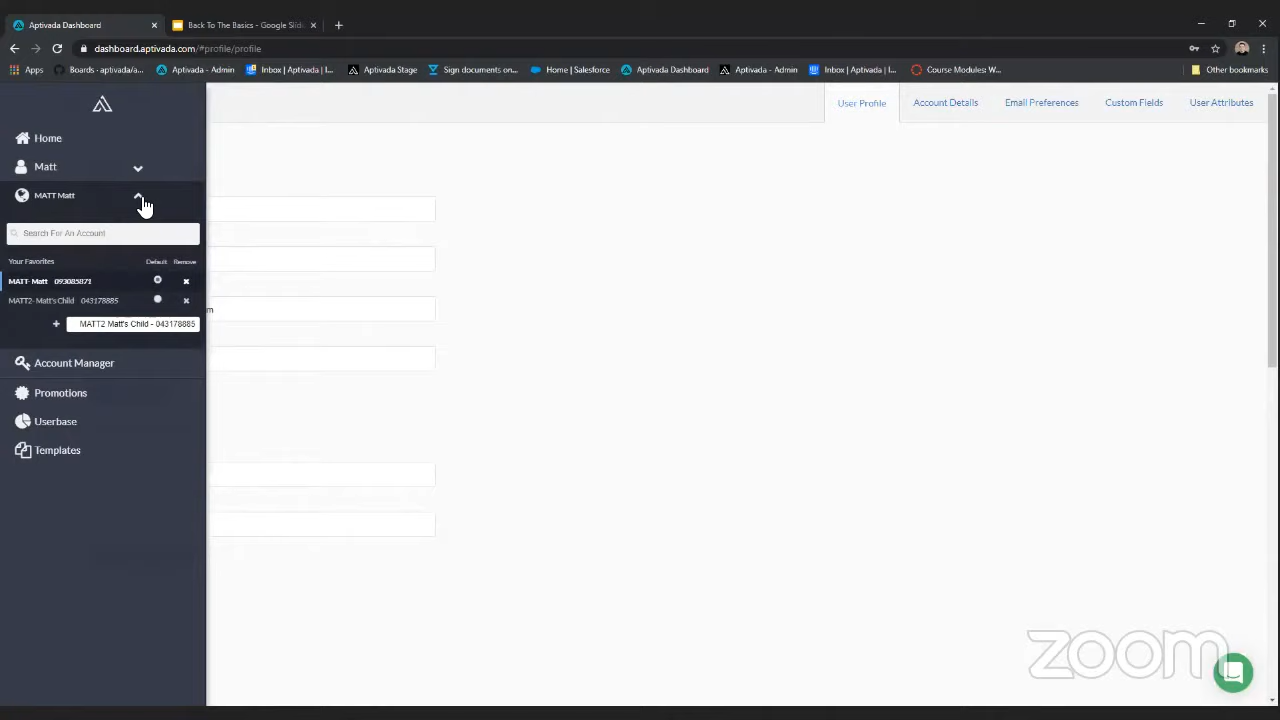 Aptivada Dashboard
Back To The Basics - Google Slid
dashboard.aptivada.com/#profile/profile
Apps
Boards - aptivada/a...
Aptivada - Admin
Inbox | Aptivada | I...
Aptivada Stage
Sign documents on...
Home | Salesforce
Aptivada Dashboard
Aptivada - Admin
Inbox | Aptivada | I...
Course Modules: W...
Other bookmarks
User Profile
Account Details
Email Preferences
Custom Fields
User Attributes
Home
Matt
MATT Matt
Search For An Account
Your Favorites Default Remove
MATT- Matt 093085871
MATT2- Matt's Child 043178885
m
MATT2 Matt's Child - 043178885
Account Manager
Promotions
Userbase
Templates
zoom